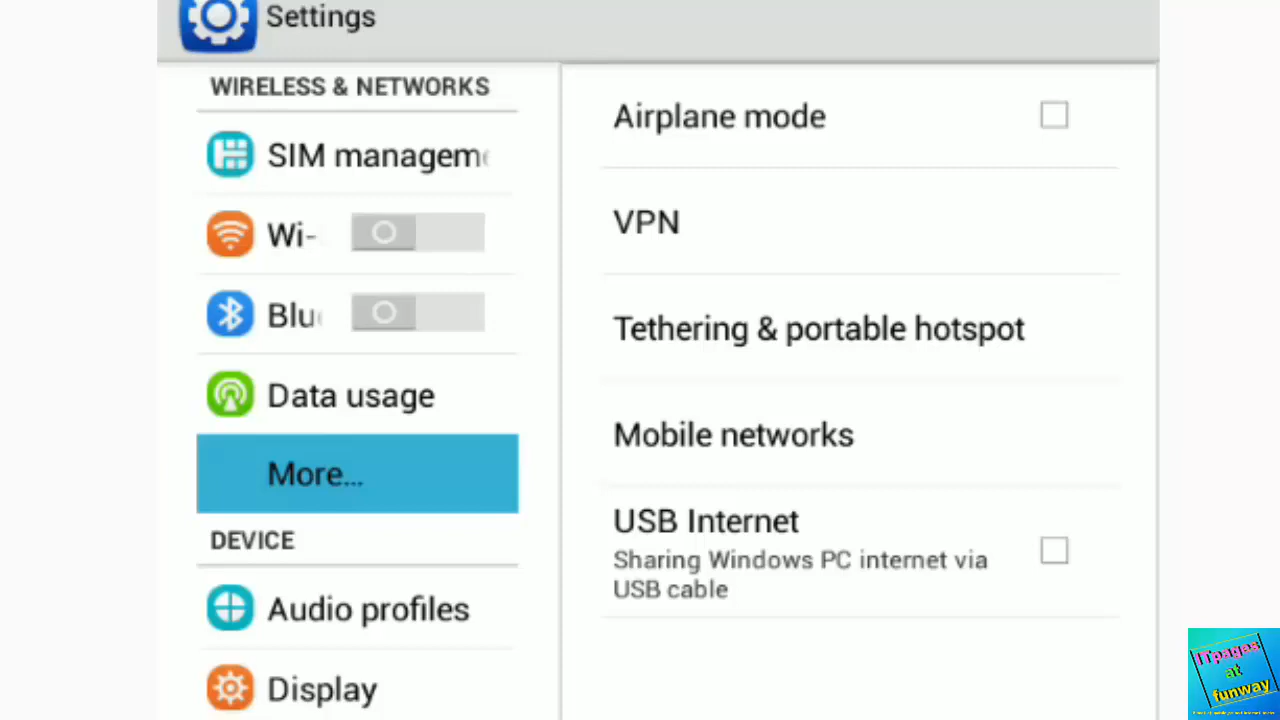 Settings
WIRELESS & NETWORKS
SIM managem
Wi-
Blu
Data usage
More...
DEVICE
Audio profiles
Display
Airplane mode
VPN
Tethering & portable hotspot
Mobile networks
USB Internet
Sharing Windows PC internet via
USB cable
ITpages
at
funway